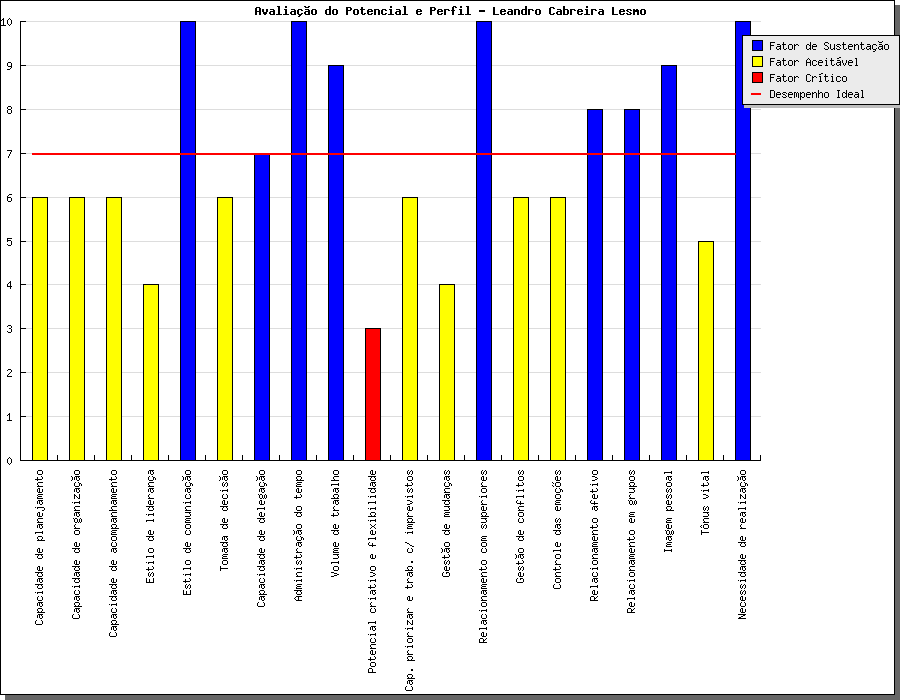 Avaliação do Potencial e Perfil - Leandro Cabreira Lesmo
Fator de Sustentação
Fator Aceitável
Fator Crítico
Desempenho Ideal
10
9
8
7
6
5
4
3
2
1
0
Capacidade de planejamento
Capacidade de organização
Capacidade de acompanhamento
Estilo de liderança
Estilo de comunicação
Tomada de decisão
Capacidade de delegação
Administração do tempo
Volume de trabalho
Potencial criativo e flexibilidade
Cap. priorizar e trab. c/ imprevistos
Gestão de mudanças
Relacionamento com superiores
Gestão de conflitos
Controle das emoções
Relacionamento afetivo
Relacionamento em grupos
Imagem pessoal
Tônus vital
Necessidade de realização